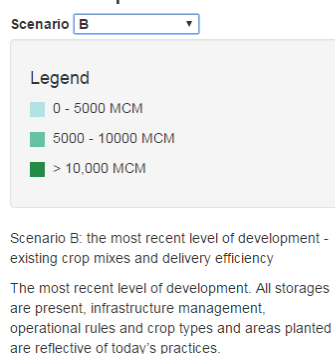 Scenario B
Legend
0 - 5000 MCM
5000 - 10000 MCM
> 10,000 MCM
Scenario B: the most recent level of development -
existing crop mixes and delivery efficiency
The most recent level of development. All storages
are present, infrastructure management,
operational rules and crop types and areas planted
are reflective of today's practices.